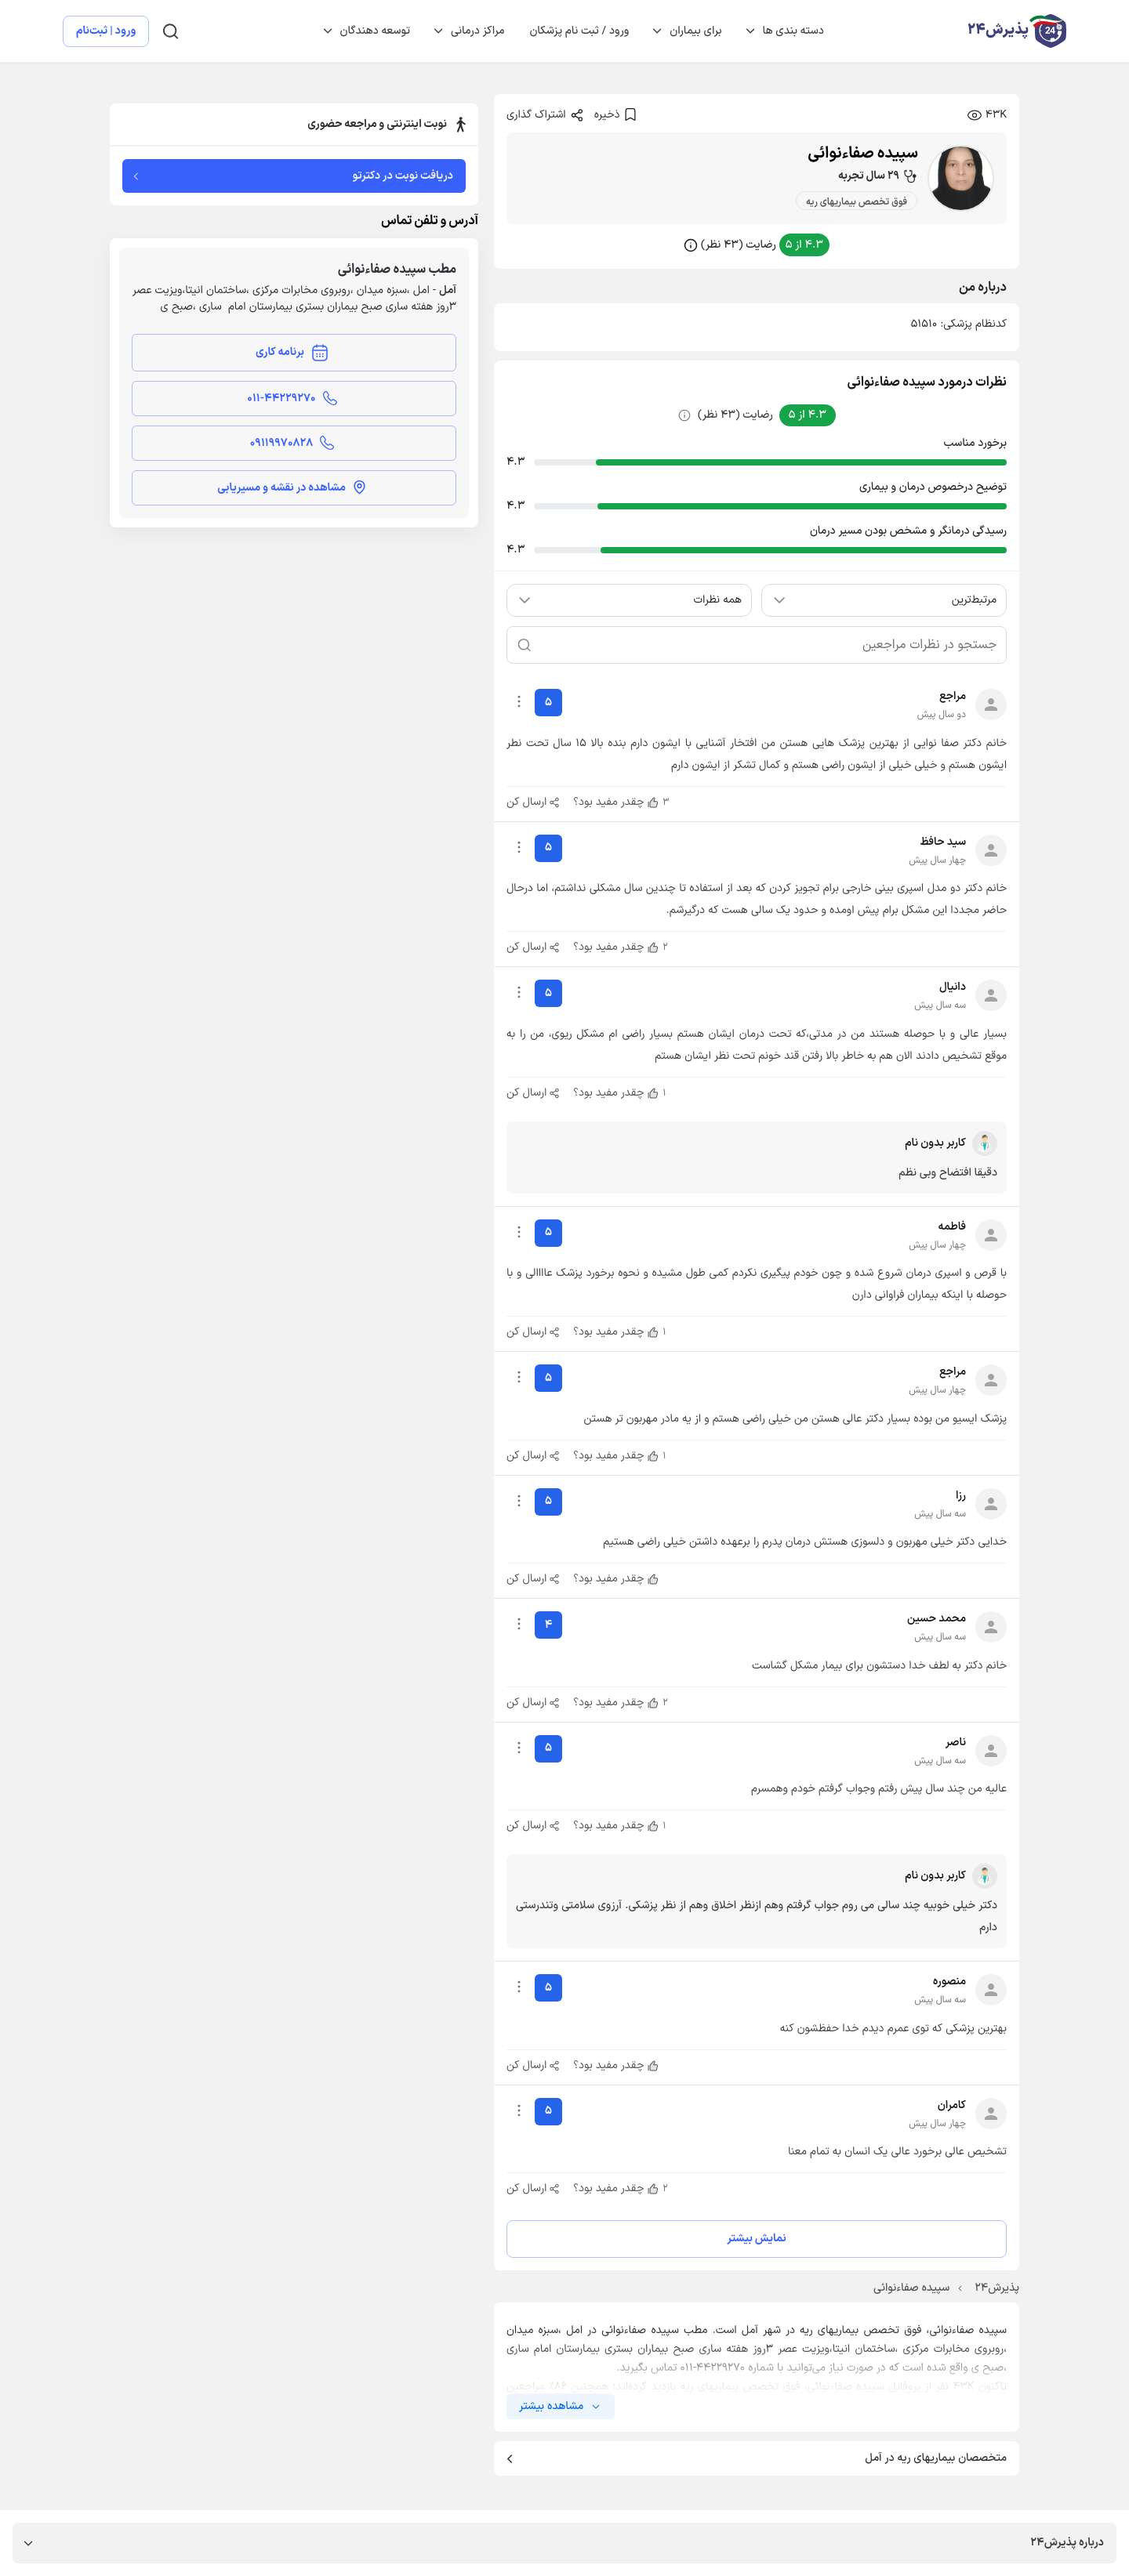 پذیرش۲۴
دسته بندی ها
برای بیماران
ورود / ثبت نام پزشکان
مراکز درمانی
توسعه دهندگان
ورود | ثبت‌نام
۴۳K
ذخیره
اشتراک گذاری
سپیده صفاءنوائی
۲۹ سال تجربه
فوق تخصص بیماریهای ریه
۴.۳ از ۵ رضایت (۴۳ نظر)
درباره من
کدنظام پزشکی: ۵۱۵۱۰
نظرات درمورد سپیده صفاءنوائی
۴.۳ از ۵ رضایت (۴۳ نظر)
برخورد مناسب
۴.۳
توضیح درخصوص درمان و بیماری
۴.۳
رسیدگی درمانگر و مشخص بودن مسیر درمان
۴.۳
مرتبط‌ترین
همه نظرات
جستجو در نظرات مراجعین
مراجع
دو سال پیش
۵
خانم دکتر صفا نوایی از بهترین پزشک هایی هستن من افتخار آشنایی با ایشون دارم بنده بالا ۱۵ سال تحت نظر
ایشون هستم و خیلی خیلی از ایشون راضی هستم و کمال تشکر از ایشون دارم
۳ چقدر مفید بود؟ ارسال کن
سید حافظ
چهار سال پیش
۵
خانم دکتر دو مدل اسپری بینی خارجی برام تجویز کردن که بعد از استفاده تا چندین سال مشکلی نداشتم، اما درحال
حاضر مجددا این مشکل برام پیش اومده و حدود یک سالی هست که درگیرشم.
۲ چقدر مفید بود؟ ارسال کن
دانیال
سه سال پیش
۵
بسیار عالی و با حوصله هستند من در مدتی،که تحت درمان ایشان هستم بسیار راضی ام مشکل ریوی، من را به
موقع تشخیص دادند الان هم به خاطر بالا رفتن قند خونم تحت نظر ایشان هستم
۱ چقدر مفید بود؟ ارسال کن
کاربر بدون نام
دقیقا افتضاح وبی نظم
فاطمه
چهار سال پیش
۵
با قرص و اسپری درمان شروع شده و چون خودم پیگیری نکردم کمی طول مشیده و نحوه برخورد پزشک عاااالی و با
حوصله با اینکه بیماران فراوانی دارن
۱ چقدر مفید بود؟ ارسال کن
مراجع
چهار سال پیش
۵
پزشک ایسیو من بوده بسیار دکتر عالی هستن من خیلی راضی هستم و از یه مادر مهربون تر هستن
۱ چقدر مفید بود؟ ارسال کن
رزا
سه سال پیش
۵
خدایی دکتر خیلی مهربون و دلسوزی هستش درمان پدرم را برعهده داشتن خیلی راضی هستیم
چقدر مفید بود؟ ارسال کن
محمد حسین
سه سال پیش
۴
خانم دکتر به لطف خدا دستشون برای بیمار مشکل گشاست
۲ چقدر مفید بود؟ ارسال کن
ناصر
سه سال پیش
۵
عالیه من چند سال پیش رفتم وجواب گرفتم خودم وهمسرم
۱ چقدر مفید بود؟ ارسال کن
کاربر بدون نام
دکتر خیلی خوبیه چند سالی می روم جواب گرفتم وهم ازنظر اخلاق وهم از نظر پزشکی. آرزوی سلامتی وتندرستی
دارم
منصوره
سه سال پیش
۵
بهترین پزشکی که توی عمرم دیدم خدا حفظشون کنه
چقدر مفید بود؟ ارسال کن
کامران
چهار سال پیش
۵
تشخیص عالی برخورد عالی یک انسان به تمام معنا
۲ چقدر مفید بود؟ ارسال کن
نمایش بیشتر
پذیرش۲۴ › سپیده صفاءنوائی
سپیده صفاءنوائی، فوق تخصص بیماریهای ریه در شهر آمل است. مطب سپیده صفاءنوائی در امل ،سبزه میدان
،روبروی مخابرات مرکزی ،ساختمان انیتا،ویزیت عصر ۳روز هفته ساری صبح بیماران بستری بیمارستان امام ساری
،صبح ی واقع شده است که در صورت نیاز می‌توانید با شماره ۰۱۱-۴۴۲۲۹۲۷۰ تماس بگیرید.
تاکنون ۴۳K نفر از پروفایل سپیده صفاءنوائی، فوق تخصص بیماریهای ریه بازدید کرده‌اند؛ همچنین ۸۶٪ مراجعین
مشاهده بیشتر
متخصصان بیماریهای ریه در آمل
نوبت اینترنتی و مراجعه حضوری
دریافت نوبت در دکترتو
آدرس و تلفن تماس
مطب سپیده صفاءنوائی
آمل - امل ،سبزه میدان ،روبروی مخابرات مرکزی ،ساختمان انیتا،ویزیت عصر
۳روز هفته ساری صبح بیماران بستری بیمارستان امام ساری ،صبح ی
برنامه کاری
۰۱۱-۴۴۲۲۹۲۷۰
۰۹۱۱۹۹۷۰۸۲۸
مشاهده در نقشه و مسیریابی
درباره پذیرش۲۴